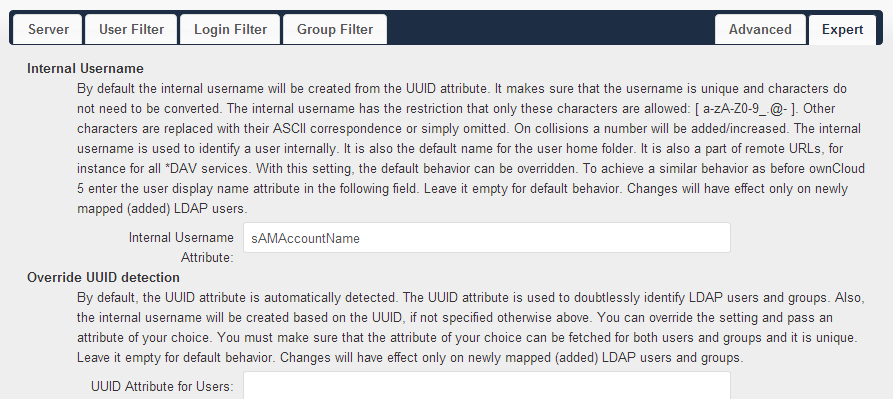 Server User Filter Login Filter Group Filter Advanced Expert
Internal Username
By default the internal username will be created from the UUID attribute. It makes sure that the username is unique and characters do
not need to be converted. The internal username has the restriction that only these characters are allowed: [ a-zA-Z0-9_.@- ]. Other
characters are replaced with their ASCII correspondence or simply omitted. On collisions a number will be added/increased. The internal
username is used to identify a user internally. It is also the default name for the user home folder. It is also a part of remote URLs, for
instance for all *DAV services. With this setting, the default behavior can be overridden. To achieve a similar behavior as before ownCloud
5 enter the user display name attribute in the following field. Leave it empty for default behavior. Changes will have effect only on newly
mapped (added) LDAP users.
Internal Username
Attribute:
sAMAccountName
Override UUID detection
By default, the UUID attribute is automatically detected. The UUID attribute is used to doubtlessly identify LDAP users and groups. Also,
the internal username will be created based on the UUID, if not specified otherwise above. You can override the setting and pass an
attribute of your choice. You must make sure that the attribute of your choice can be fetched for both users and groups and it is unique.
Leave it empty for default behavior. Changes will have effect only on newly mapped (added) LDAP users and groups.
UUID Attribute for Users: